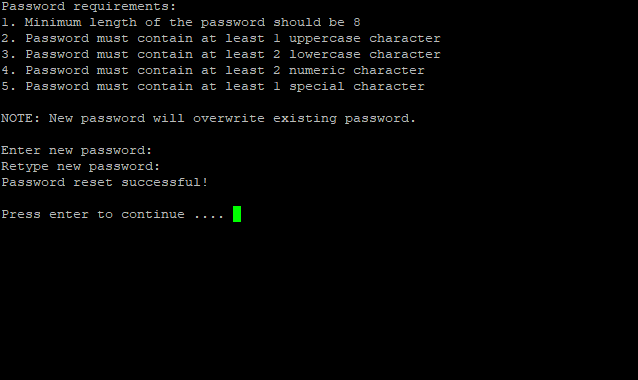 Password requirements:
1. Minimum length of the password should be 8
2. Password must contain at least 1 uppercase character
3. Password must contain at least 2 lowercase character
4. Password must contain at least 2 numeric character
5. Password must contain at least 1 special character
NOTE: New password will overwrite existing password.
Enter new password:
Retype new password:
Password reset successful!
Press enter to continue ....